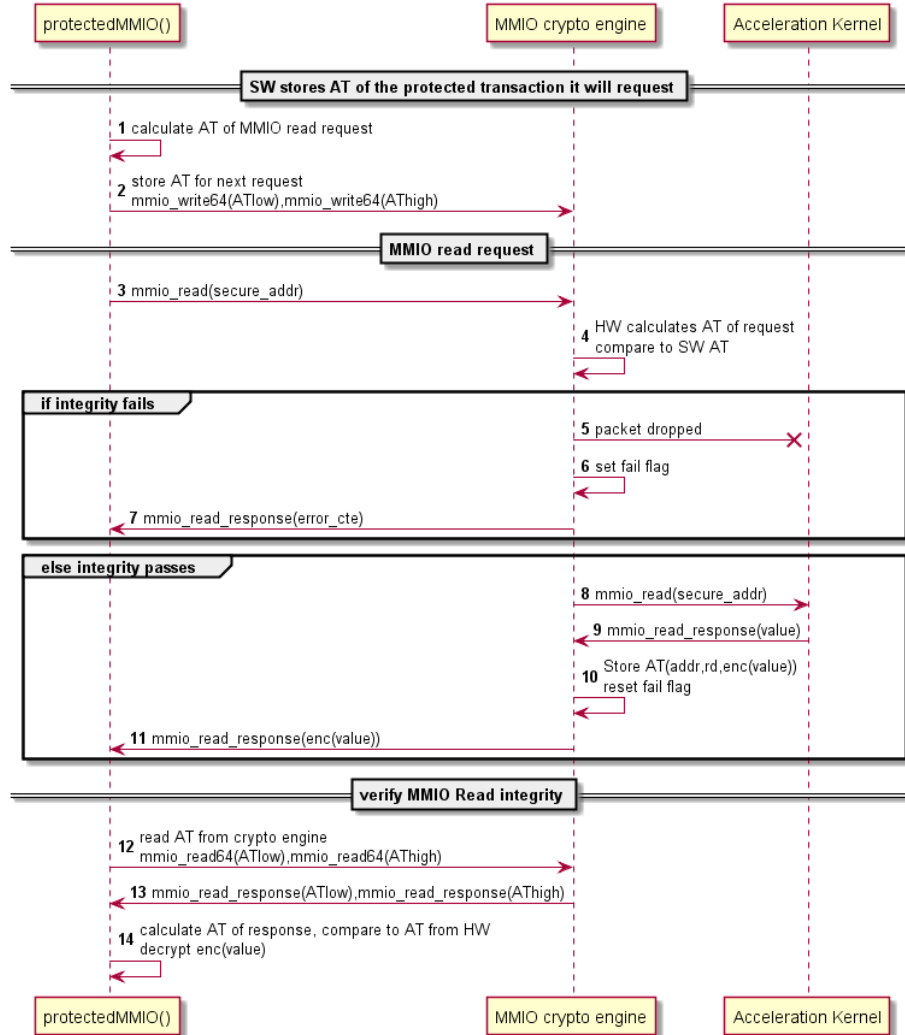 protectedMMIO()
MMIO crypto engine
Acceleration Kernel
SW stores AT of the protected transaction it will request
1 calculate AT of MMIO read request
2 store AT for next request
mmio_write64(ATlow),mmio_write64(AThigh)
MMIO read request
3 mmio_read(secure_addr)
4 HW calculates AT of request
compare to SW AT
if integrity fails
5 packet dropped
6 set fail flag
7 mmio_read_response(error_cte)
else integrity passes
8 mmio_read(secure_addr)
9 mmio_read_response(value)
10 Store AT(addr,rd,enc(value))
reset fail flag
11 mmio_read_response(enc(value))
verify MMIO Read integrity
12 read AT from crypto engine
mmio_read64(ATlow),mmio_read64(AThigh)
13 mmio_read_response(ATlow),mmio_read_response(AThigh)
14 calculate AT of response, compare to AT from HW
decrypt enc(value)
protectedMMIO()
MMIO crypto engine
Acceleration Kernel